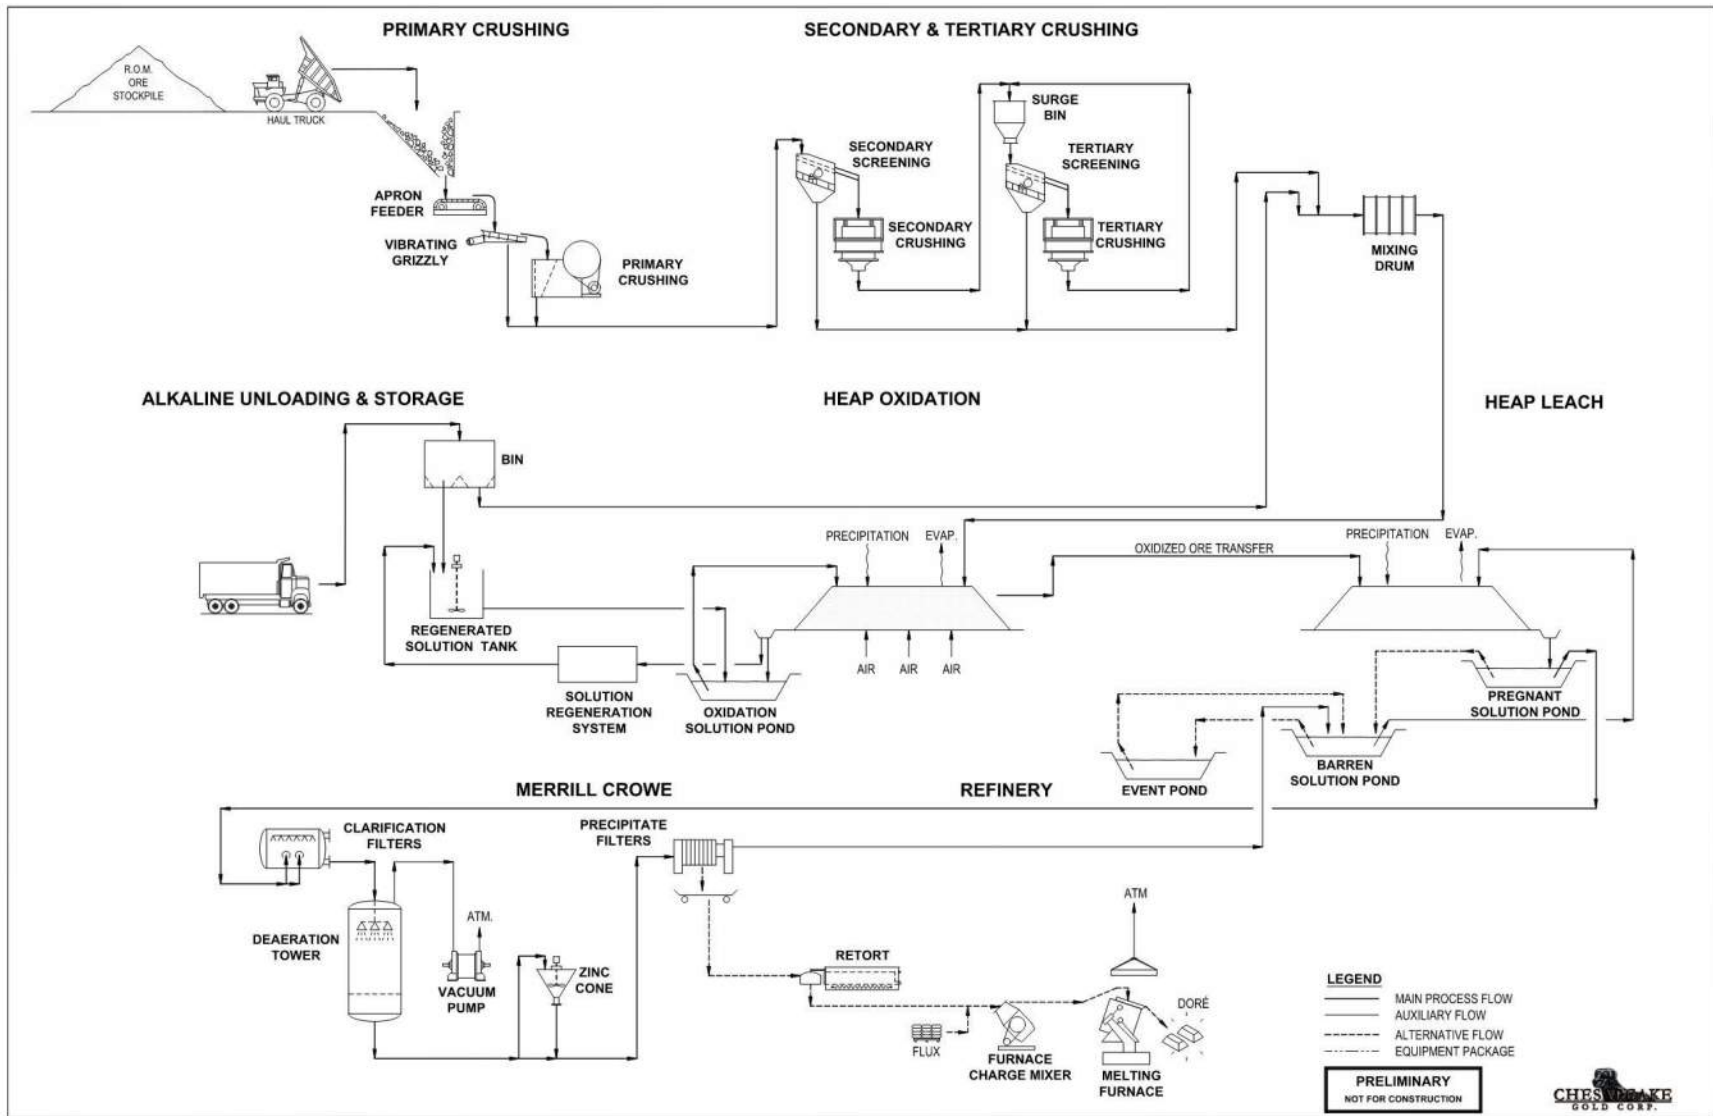 PRIMARY CRUSHING
SECONDARY & TERTIARY CRUSHING
R.O.M.
ORE
STOCKPILE
HAUL TRUCK
SURGE
BIN
SECONDARY
SCREENING
TERTIARY
SCREENING
APRON
FEEDER
SECONDARY
CRUSHING
TERTIARY
CRUSHING
VIBRATING
GRIZZLY
PRIMARY
CRUSHING
MIXING
DRUM
ALKALINE UNLOADING & STORAGE
HEAP OXIDATION
HEAP LEACH
BIN
PRECIPITATION
EVAP.
OXIDIZED ORE TRANSFER
PRECIPITATION
EVAP.
REGENERATED
SOLUTION TANK
AIR
AIR
AIR
SOLUTION
REGENERATION
SYSTEM
OXIDATION
SOLUTION POND
PREGNANT
SOLUTION POND
BARREN
SOLUTION POND
EVENT POND
MERRILL CROWE
REFINERY
CLARIFICATION
FILTERS
PRECIPITATE
FILTERS
ATM
ATM.
DEAERATION
TOWER
VACUUM
PUMP
ZINC
CONE
RETORT
FLUX
FURNACE
CHARGE MIXER
MELTING
FURNACE
DORÉ
LEGEND
MAIN PROCESS FLOW
AUXILIARY FLOW
ALTERNATIVE FLOW
EQUIPMENT PACKAGE
PRELIMINARY
NOT FOR CONSTRUCTION
CHESAPEAKE
GOLD CORP.